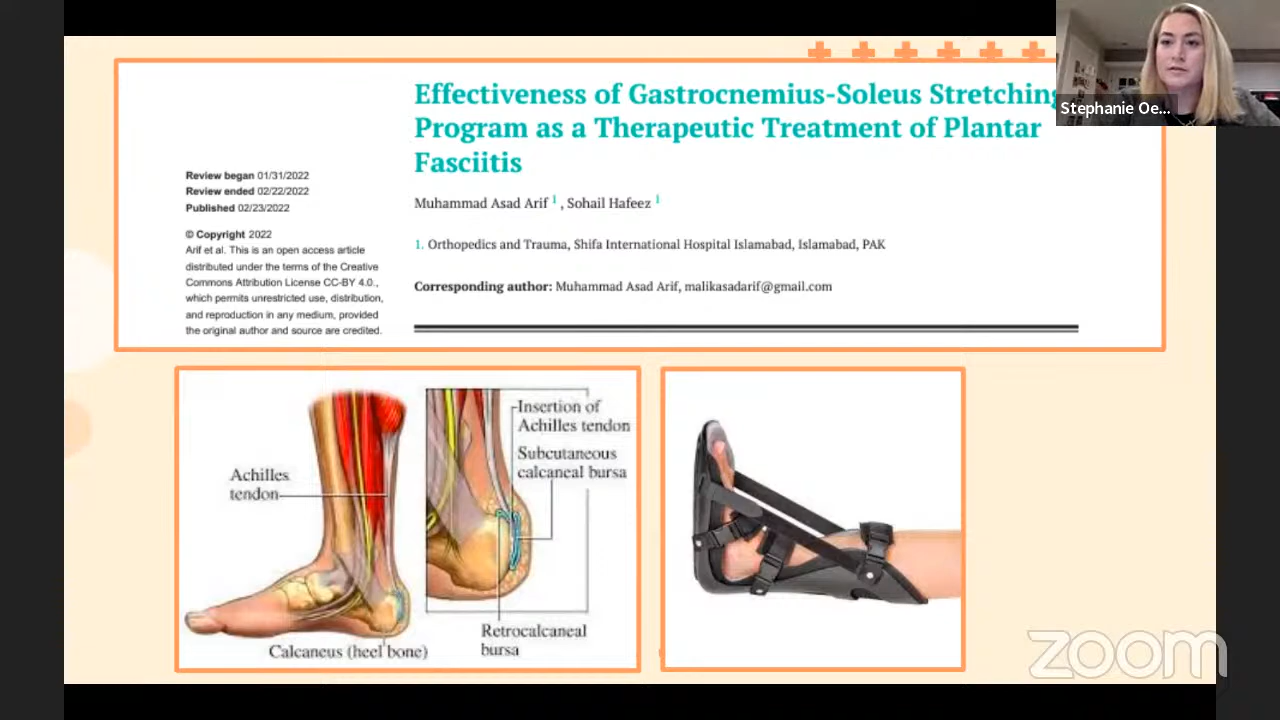 Effectiveness of Gastrocnemius-Soleus Stretching
Program as a Therapeutic Treatment of Plantar
Fasciitis
Muhammad Asad Arif 1 , Sohail Hafeez 1
1. Orthopedics and Trauma, Shifa International Hospital Islamabad, Islamabad, PAK
Corresponding author: Muhammad Asad Arif, malikasadarif@gmail.com
Review began 01/31/2022
Review ended 02/22/2022
Published 02/23/2022
© Copyright 2022
Arif et al. This is an open access article
distributed under the terms of the Creative
Commons Attribution License CC-BY 4.0.,
which permits unrestricted use, distribution,
and reproduction in any medium, provided
the original author and source are credited.
Stephanie Oe...
Achilles
tendon
Calcaneus (heel bone)
Insertion of
Achilles tendon
Subcutaneous
calcaneal bursa
Retrocalcaneal
bursa
zoom